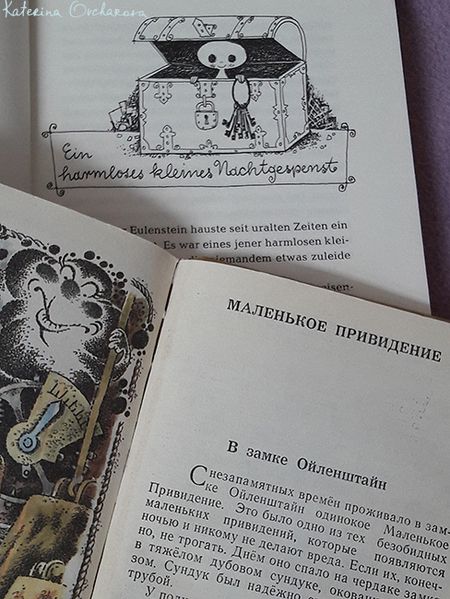 Katerina Ovcharova
Ein
harmloses kleines Nachtgespenst
Eulenstein hauste seit uralten Zeiten ein
Es war eines jener harmlosen klei-
niemandem etwas zuleide
МАЛЕНЬКОЕ ПРИВИДЕНИЕ
В замке Ойленштайн
С незапамятных времён проживало в зам-
ке Ойленштайн одинокое Маленькое
Привидение. Это было одно из тех безобидных
маленьких привидений, которые появляются
ночью и никому не делают вреда. Если их, конеч-
но, не трогать. Днём оно спало на чердаке замка
в тяжёлом дубовом сундуке, окован
зом. Сундук был надёжно с
трубой.
У подн